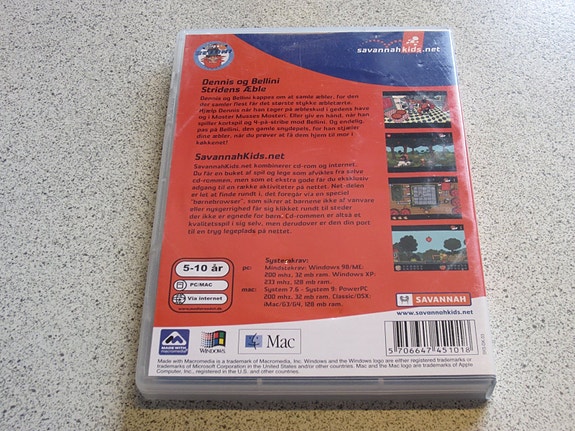 savannahkids.net
Dennis og Bellini
Stridens Æble
Dennis og Bellini kappes om at samle æbler, for den
der samler flest får det største stykke æbletærte.
Hjælp Dennis når han tager på æbleskud i gedens have
og i Moster Musses Mosteri. Eller giv en hånd, når han
spiller kortspil og 4-på-stribe mod Bellini. Og endelig,
pas på Bellini, den gamle snydepels, for han stjæler
dine æbler, når du prøver at få dem hjem til mor i
køkkenet!
SavannahKids.net
SavannahKids.net kombinerer cd-rom og internet.
Du får en buket af spil og lege som afvikles fra selve
cd-rommen, men som et ekstra gode får du eksklusiv
adgang til en række aktiviteter på nettet. Net-delen
er let at finde rundt i, det foregår via en speciel
"børnebrowser", som sikrer at børnene ikke af vanvare
eller nysgerrighed får sig klikket rundt til steder
der ikke er egnede for børn. Cd-rommen er altså et
kvalitetsspil i sig selv, men derudover er den din port
til en tryg legeplads på nettet.
5-10 år
PC/MAC
Via Internet
Systemkrav:
pc: Mindstekrav: Windows 98/ME:
200 mhz. 32 mb ram. Windows XP:
233 mhz. 128 mb ram.
mac: System 7.6 - System 9: PowerPC
200 mhz. 32 mb ram, Classic/OSX:
iMac/G3/G4, 128 mb ram.
SAVANNAH
www.savannahkids.net
MADE WITH
macromedia
WINDOWS
Mac
5 706647 451018
Made with Macromedia is a trademark of Macromedia, Inc. Windows and the Windows logo are either registered trademarks or
trademarks of Microsoft Corporation in the United States and/or other countries. Mac and the Mac logo are trademarks of Apple
Computer, Inc., registered in the U.S. and other countries.